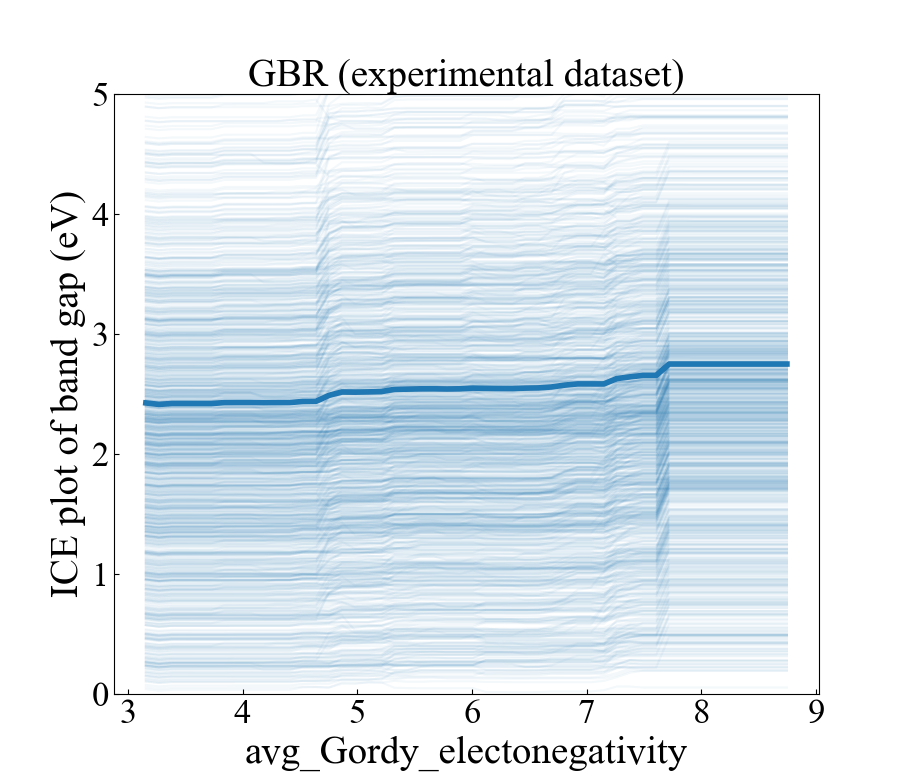 GBR (experimental dataset)
ICE plot of band gap (eV)
5
4
3
2
1
0
3 4 5 6 7 8 9
avg_Gordy_electonegativity